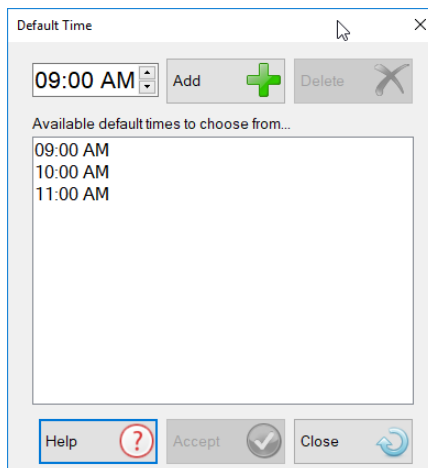 Default Time
09:00 AM Add Delete
Available default times to choose from...
09:00 AM
10:00 AM
11:00 AM
Help ? Accept Close